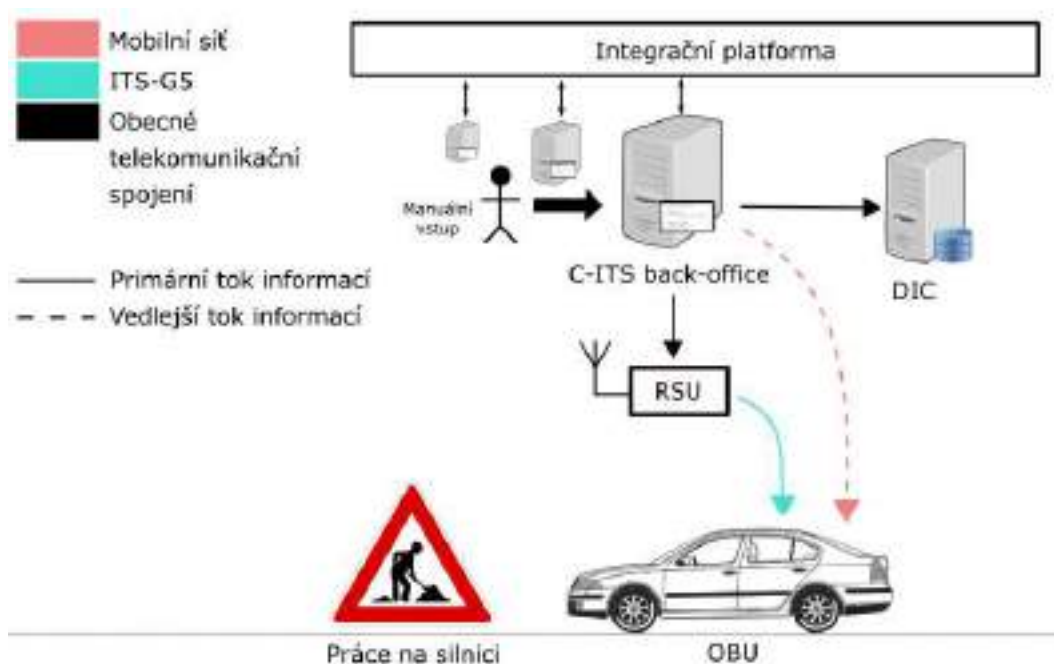 Mobilní síť
ITS-G5
Obecné
telekomunikační
spojení
Primární tok informací
Vedlejší tok informací
Integrační platforma
Manuální
vstup
C-ITS back-office
DIC
RSU
Práce na silnici
OBU